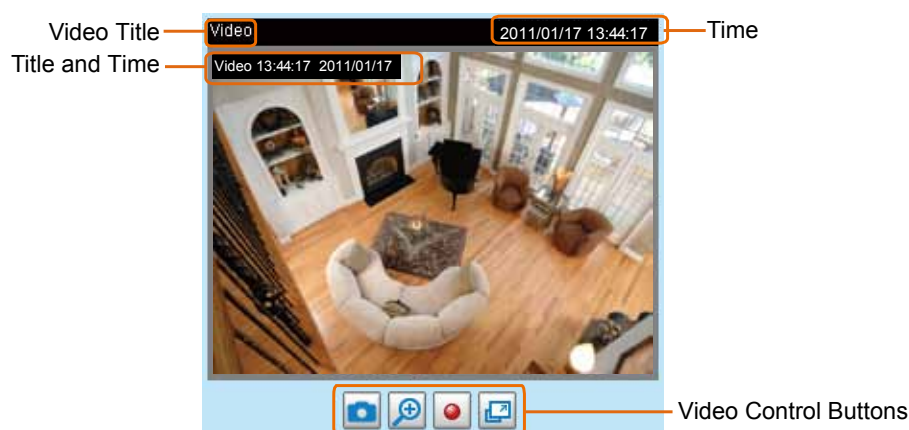 Video Title
Video
2011/01/17 13:44:17
Time
Title and Time
Video 13:44:17 2011/01/17
Video Control Buttons